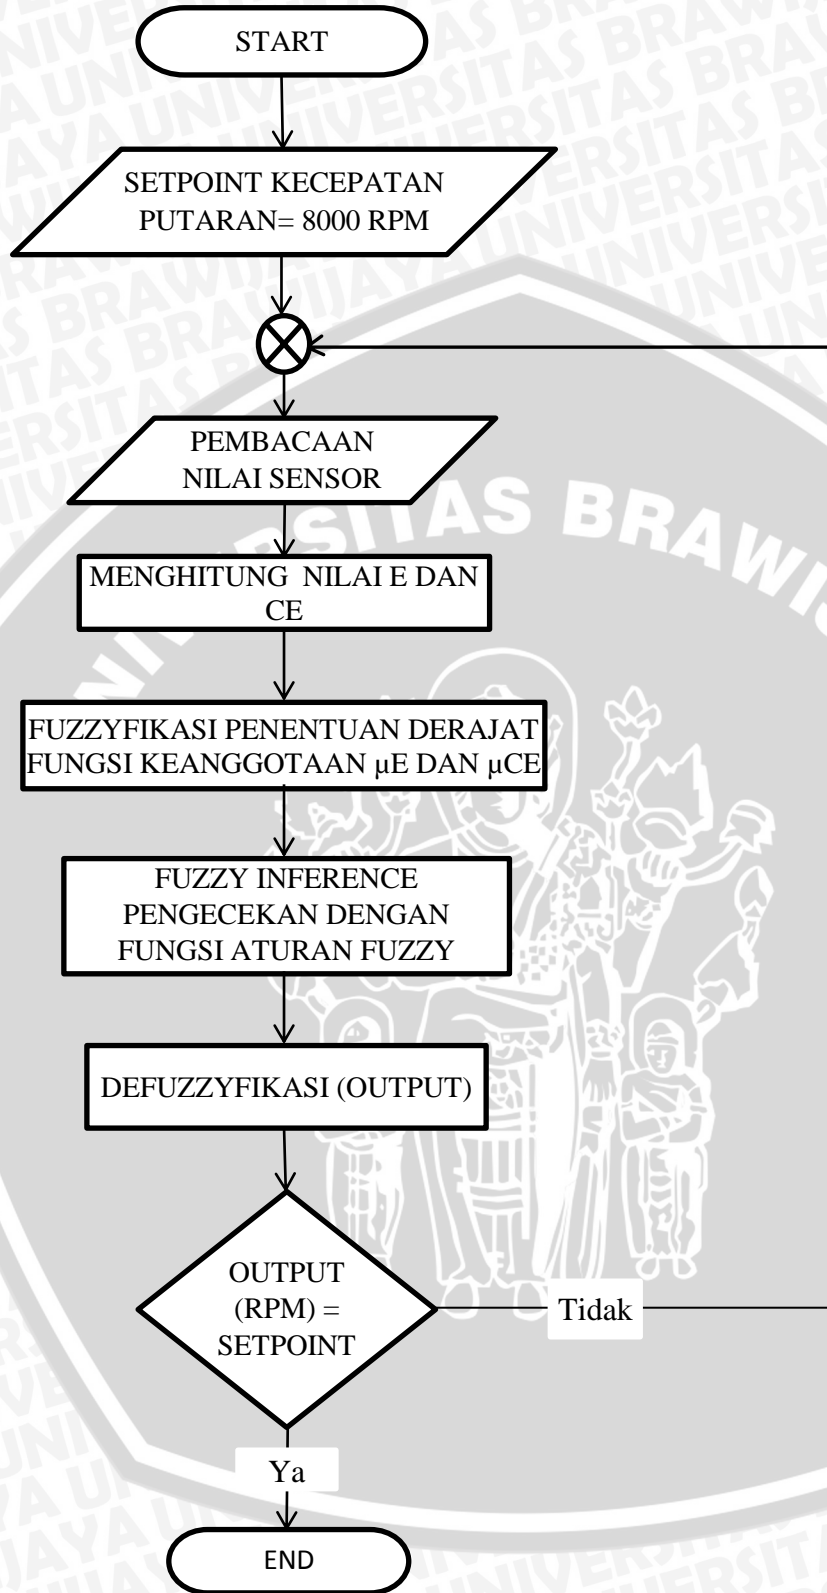 START
SETPOINT KECEPATAN
PUTARAN= 8000 RPM
PEMBACAAN
NILAI SENSOR
MENGHITUNG NILAI E DAN
CE
FUZZYFIKASI PENENTUAN DERAJAT
FUNGSI KEANGGOTAAN µE DAN µCE
FUZZY INFERENCE
PENGECEKAN DENGAN
FUNGSI ATURAN FUZZY
DEFUZZYFIKASI (OUTPUT)
OUTPUT
(RPM) =
SETPOINT
Tidak
Ya
END